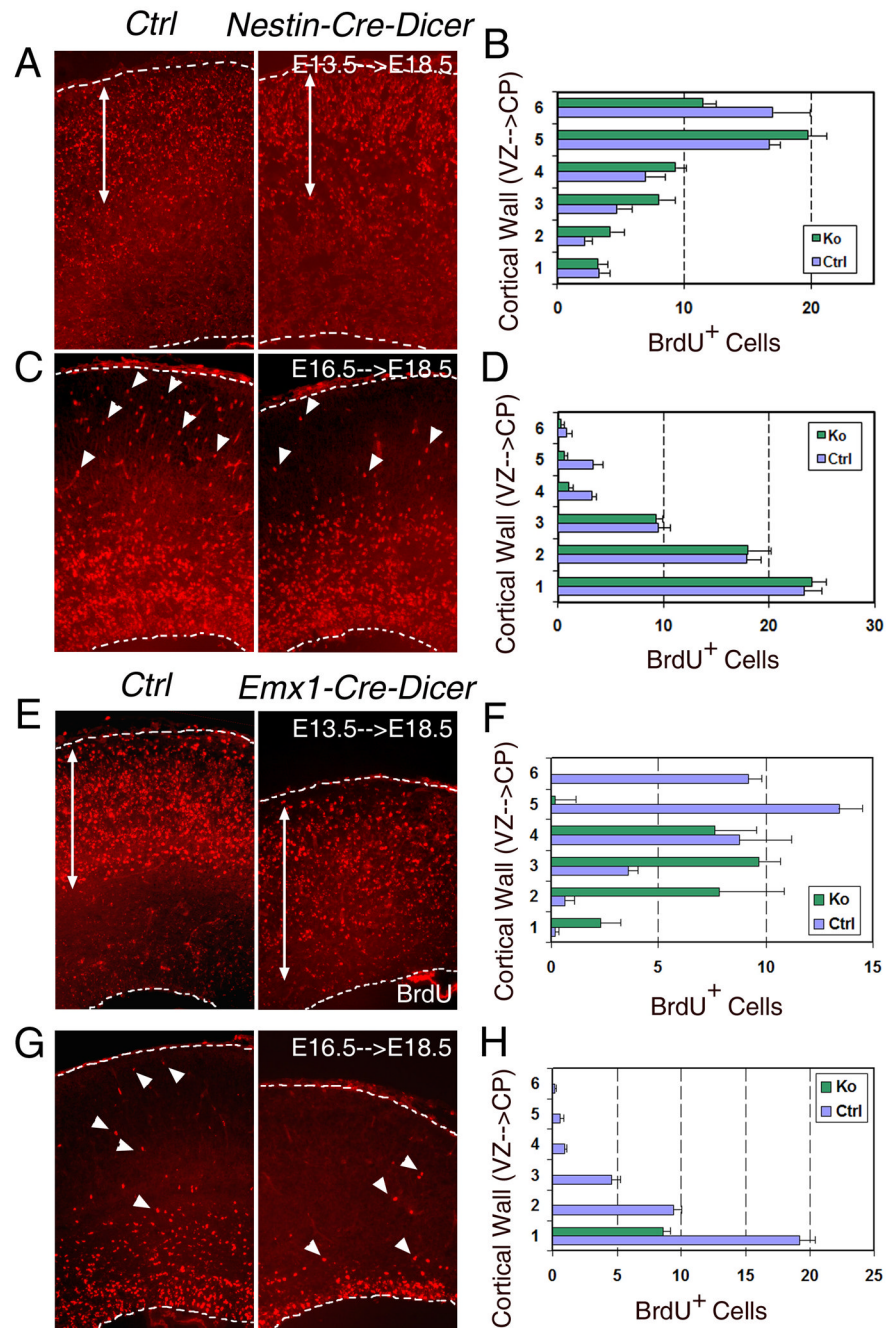 Ctrl Nestin-Cre-Dicer
A
E13.5-->E18.5
B
Cortical Wall (VZ-->CP)
6
5
4
3
2
1
Ko
Ctrl
0 10 20
BrdU+ Cells
C
E16.5-->E18.5
D
Cortical Wall (VZ-->CP)
6
5
4
3
2
1
Ko
Ctrl
0 10 20 30
BrdU+ Cells
Ctrl Emx1-Cre-Dicer
E
E13.5-->E18.5
BrdU
F
Cortical Wall (VZ-->CP)
6
5
4
3
2
1
Ko
Ctrl
0 5 10 15
BrdU+ Cells
G
E16.5-->E18.5
H
Cortical Wall (VZ-->CP)
6
5
4
3
2
1
Ko
Ctrl
0 5 10 15 20 25
BrdU+ Cells